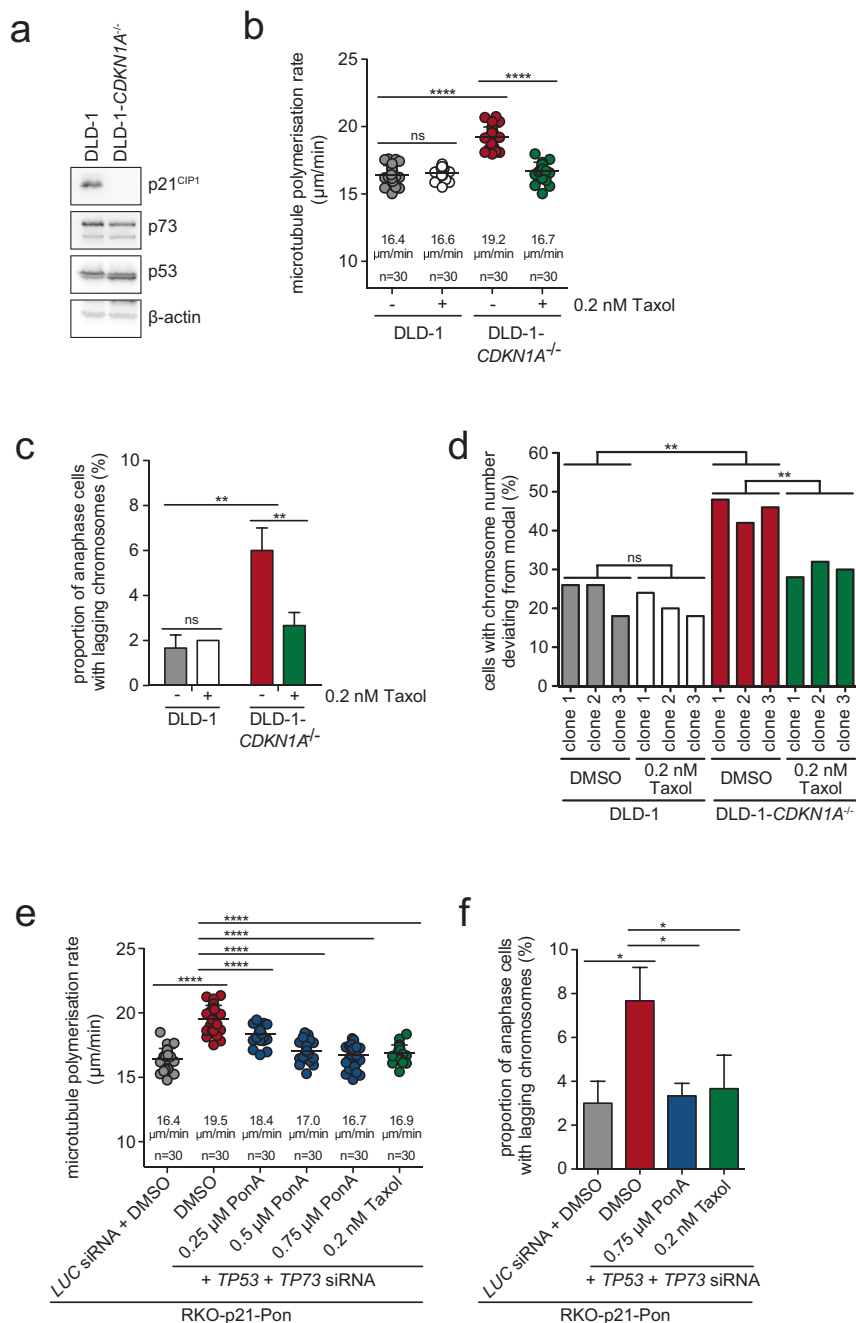 a
DLD-1
DLD-1-CDKN1A-/-
p21CIP1
p73
p53
β-actin
b
microtubule polymerisation rate
(µm/min)
25
20
15
10
****
****
ns
16.4
µm/min
n=30
16.6
µm/min
n=30
19.2
µm/min
n=30
16.7
µm/min
n=30
- + - + 0.2 nM Taxol
DLD-1
DLD-1-
CDKN1A-/-
c
proportion of anaphase cells
with lagging chromosomes (%)
10
8
6
4
2
0
**
**
ns
- + - + 0.2 nM Taxol
DLD-1
DLD-1-
CDKN1A-/-
d
cells with chromosome number
deviating from modal (%)
60
50
40
30
20
10
0
**
**
ns
clone 1
clone 2
clone 3
clone 1
clone 2
clone 3
clone 1
clone 2
clone 3
clone 1
clone 2
clone 3
DMSO
0.2 nM
Taxol
DMSO
0.2 nM
Taxol
DLD-1
DLD-1-CDKN1A-/-
e
microtubule polymerisation rate
(µm/min)
25
20
15
10
****
****
****
****
****
16.4
µm/min
n=30
19.5
µm/min
n=30
18.4
µm/min
n=30
17.0
µm/min
n=30
16.7
µm/min
n=30
16.9
µm/min
n=30
LUC siRNA + DMSO
DMSO
0.25 µM PonA
0.5 µM PonA
0.75 µM PonA
0.2 nM Taxol
+ TP53 + TP73 siRNA
RKO-p21-Pon
f
proportion of anaphase cells
with lagging chromosomes (%)
10
8
6
4
2
0
*
*
*
LUC siRNA + DMSO
DMSO
0.75 µM PonA
0.2 nM Taxol
+ TP53 + TP73 siRNA
RKO-p21-Pon